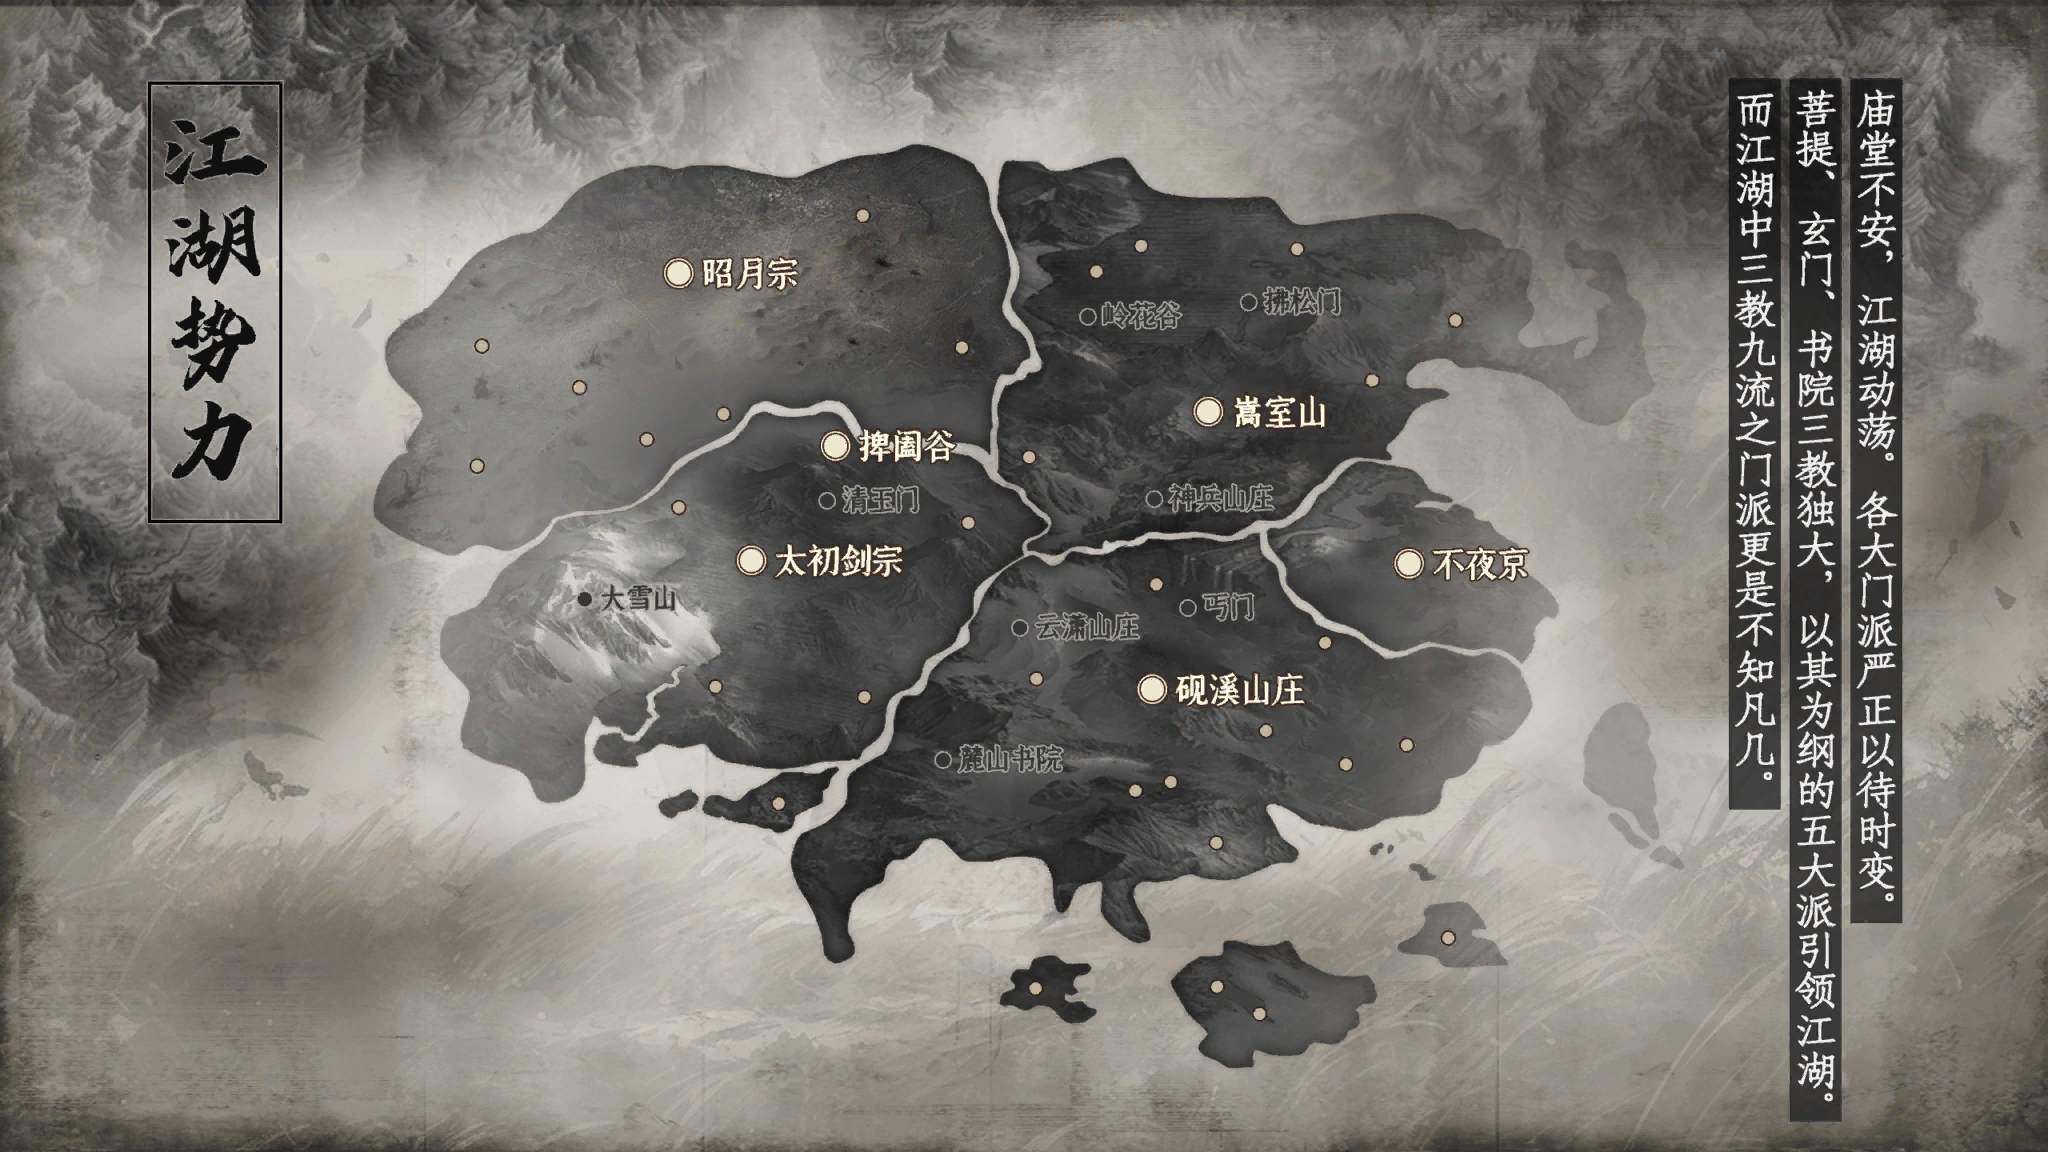 江湖势力
庙堂不安，江湖动荡。各大门派严正以待时变。
菩提、玄门、书院三教独大，以其为纲的五大派引领江湖。
而江湖中三教九流之门派更是不知凡几。
昭月宗
岭花谷
拂松门
嵩室山
捭阖谷
清玉门
神兵山庄
太初剑宗
不夜京
大雪山
丐门
云潇山庄
砚溪山庄
麓山书院